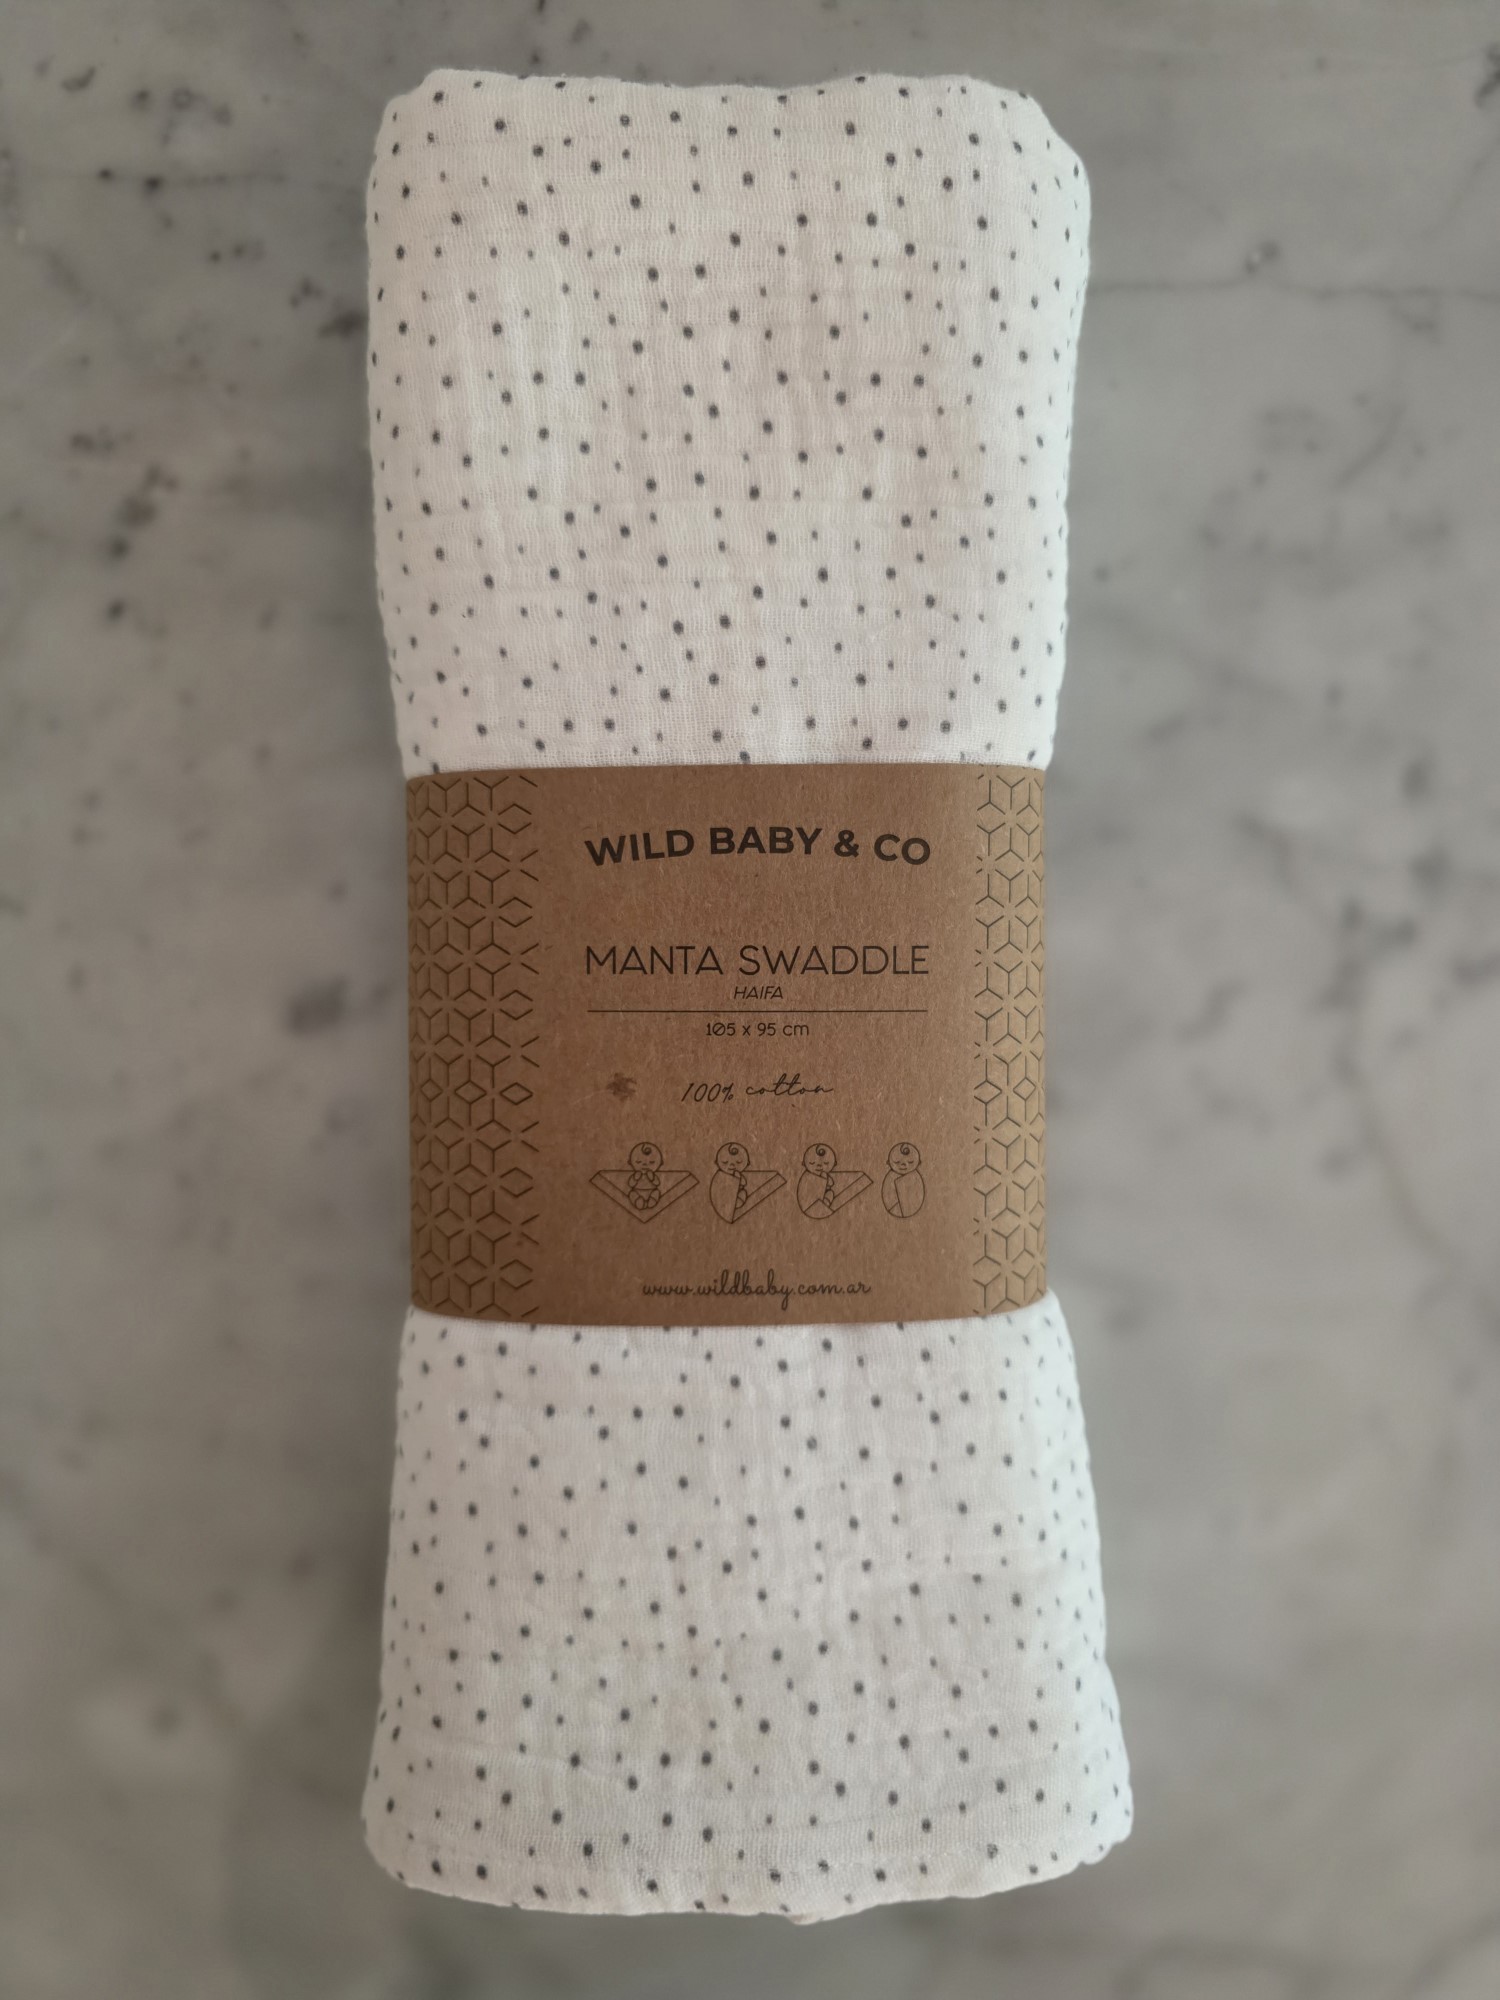 WILD BABY & CO
MANTA SWADDLE
HAIFA
105 x 95 cm
100% cotton
www.wildbaby.com.ar